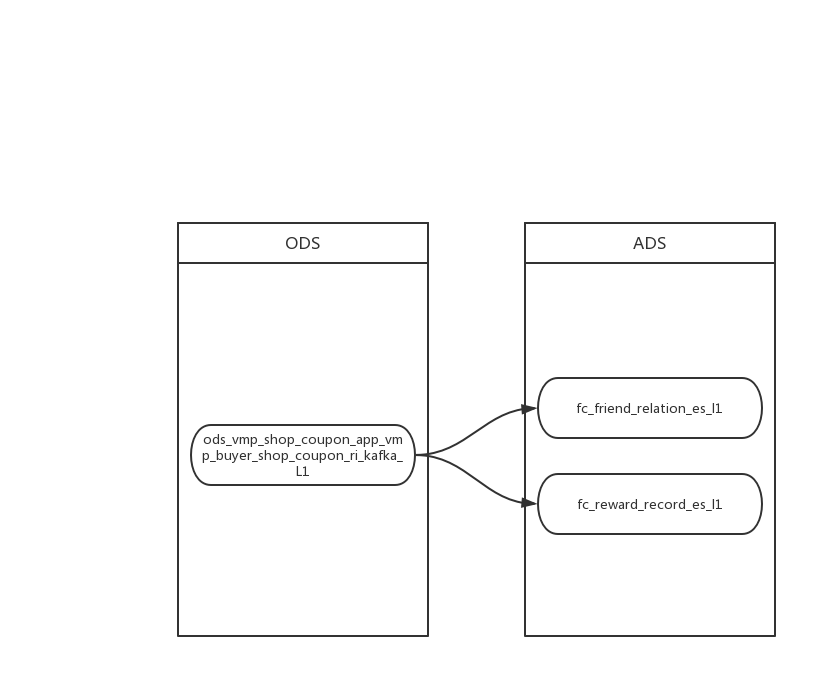 ODS
ods_vmp_shop_coupon_app_vm
p_buyer_shop_coupon_ri_kafka_
L1
ADS
fc_friend_relation_es_l1
fc_reward_record_es_l1